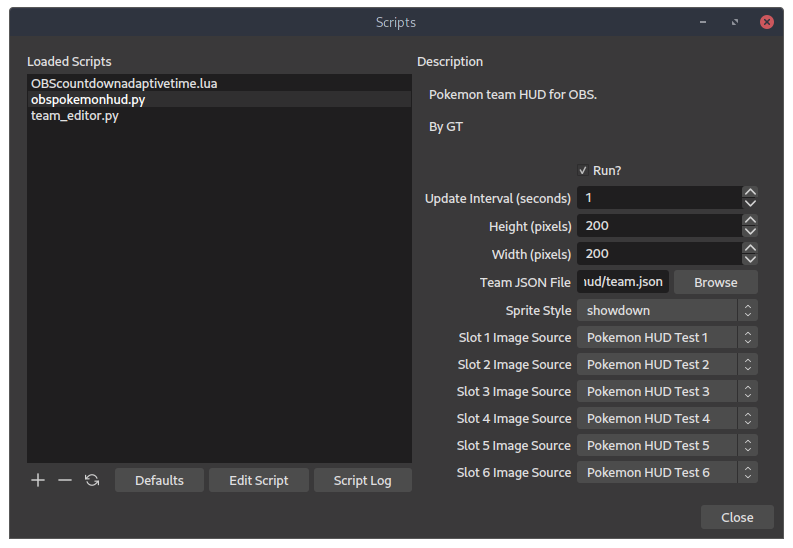 Scripts
Loaded Scripts
OBScountdownadaptivetime.lua
obspokemonhud.py
team_editor.py
Defaults
Edit Script
Script Log
Description
Pokemon team HUD for OBS.
By GT
Run?
Update Interval (seconds) 1
Height (pixels) 200
Width (pixels) 200
Team JSON File ud/team.json Browse
Sprite Style showdown
Slot 1 Image Source Pokemon HUD Test 1
Slot 2 Image Source Pokemon HUD Test 2
Slot 3 Image Source Pokemon HUD Test 3
Slot 4 Image Source Pokemon HUD Test 4
Slot 5 Image Source Pokemon HUD Test 5
Slot 6 Image Source Pokemon HUD Test 6
Close